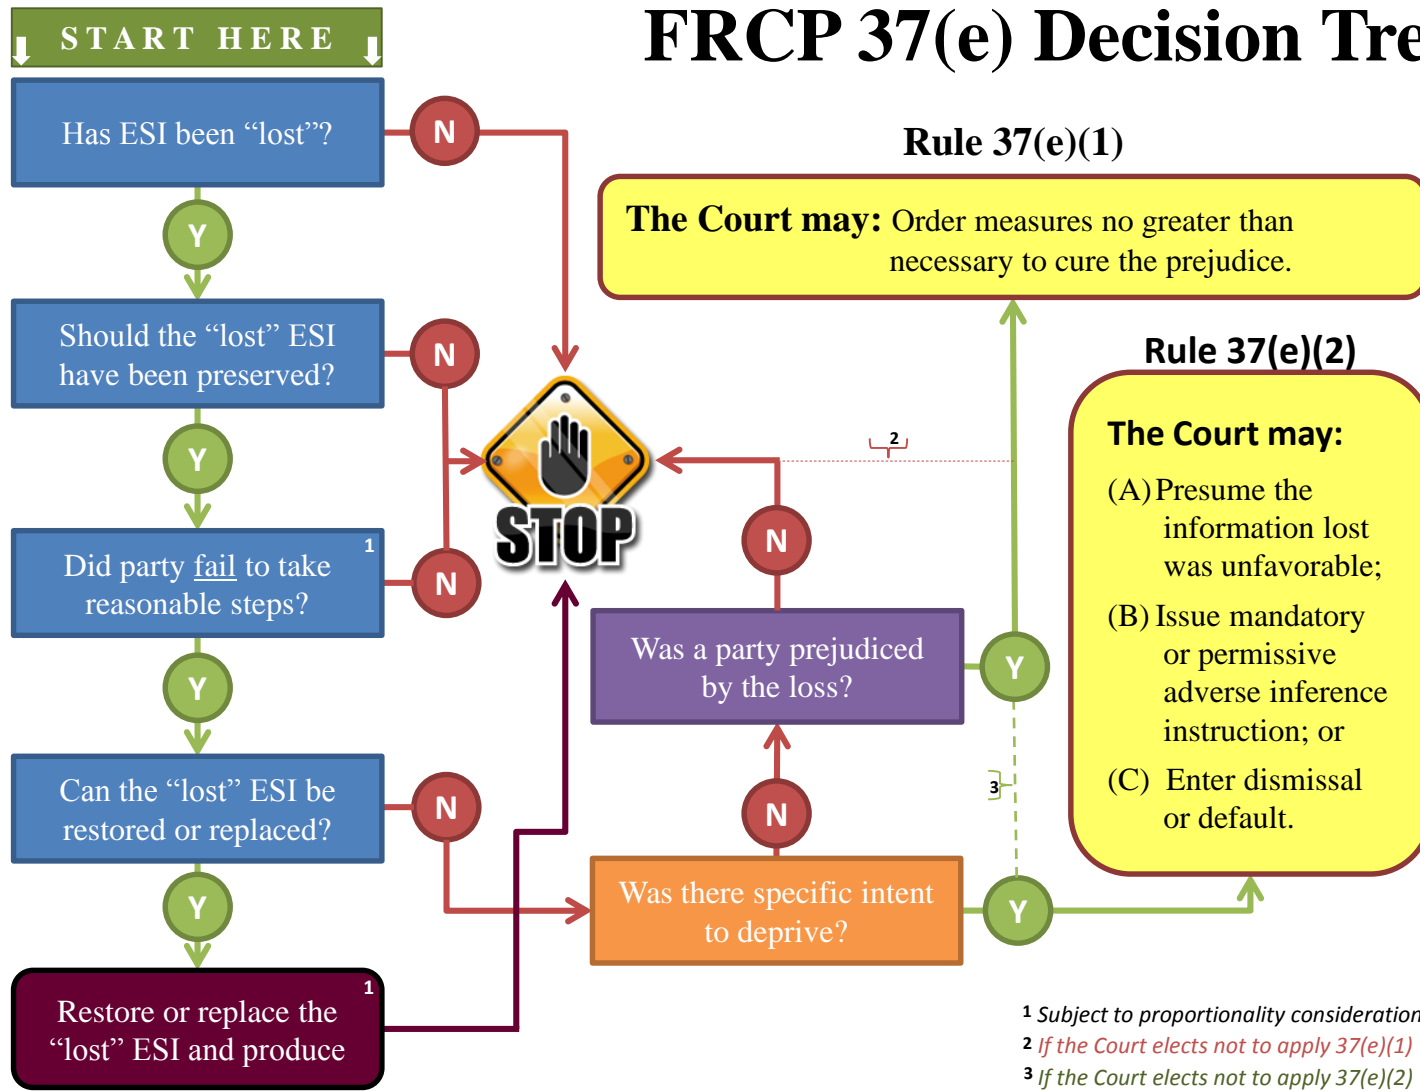 START HERE
FRCP 37(e) Decision Tre
Has ESI been “lost”?
N
Rule 37(e)(1)
The Court may: Order measures no greater than
necessary to cure the prejudice.
Y
Should the “lost” ESI
have been preserved?
N
Rule 37(e)(2)
The Court may:
(A) Presume the
information lost
was unfavorable;
(B) Issue mandatory
or permissive
adverse inference
instruction; or
(C) Enter dismissal
or default.
2
Y
STOP
Did party fail to take
reasonable steps?
1
N
N
Was a party prejudiced
by the loss?
Y
Y
Can the “lost” ESI be
restored or replaced?
N
N
3
Was there specific intent
to deprive?
Y
Y
Restore or replace the
“lost” ESI and produce
1
1 Subject to proportionality consideration
2 If the Court elects not to apply 37(e)(1)
3 If the Court elects not to apply 37(e)(2)